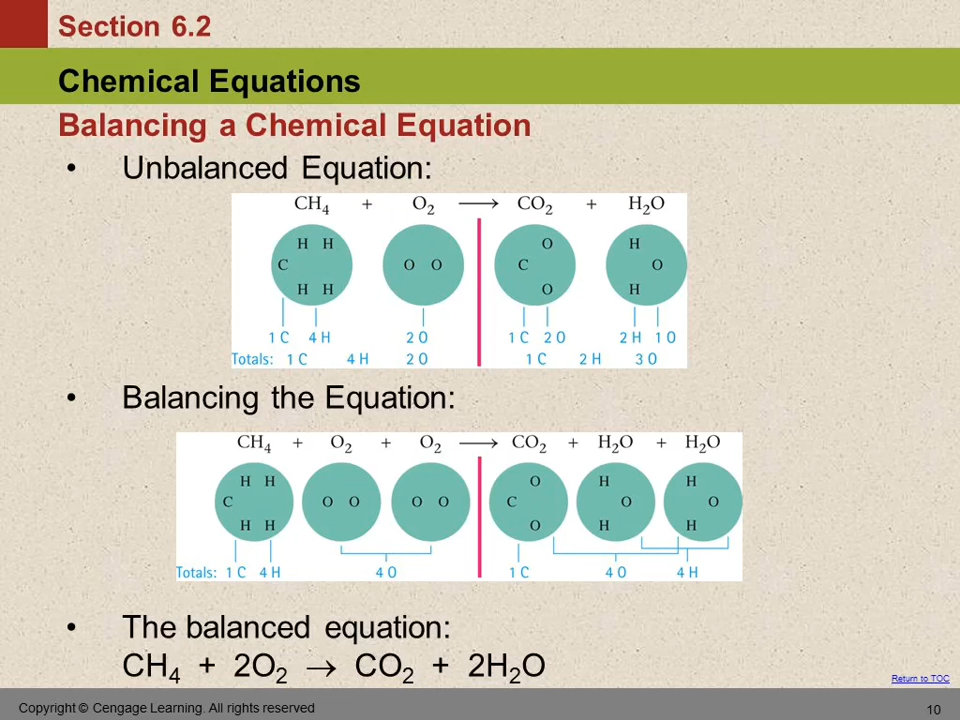 Section 6.2
Chemical Equations
Balancing a Chemical Equation
• Unbalanced Equation:
CH₄ + O₂ ⟶ CO₂ + H₂O
H H O H
C O O C O
H H O H
1 C 4 H 2 O 1 C 2 O 2 H 1 O
Totals: 1 C 4 H 2 O 1 C 2 H 3 O
• Balancing the Equation:
CH₄ + O₂ + O₂ ⟶ CO₂ + H₂O + H₂O
H H O H H
C O O O O C O O
H H O H H
Totals: 1 C 4 H 4 O 1 C 4 O 4 H
• The balanced equation:
CH₄ + 2O₂ → CO₂ + 2H₂O
Return to TOC
Copyright © Cengage Learning. All rights reserved 10